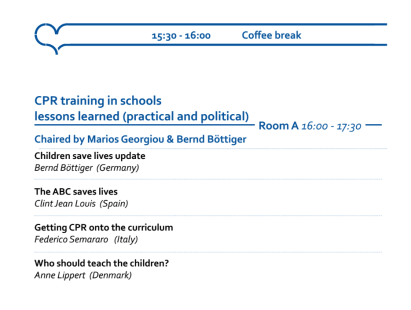 15:30 - 16:00 Coffee break
CPR training in schools
lessons learned (practical and political)
Room A 16:00 - 17:30
Chaired by Marios Georgiou & Bernd Böttiger
Children save lives update
Bernd Böttiger (Germany)
The ABC saves lives
Clint Jean Louis (Spain)
Getting CPR onto the curriculum
Federico Semararo (Italy)
Who should teach the children?
Anne Lippert (Denmark)